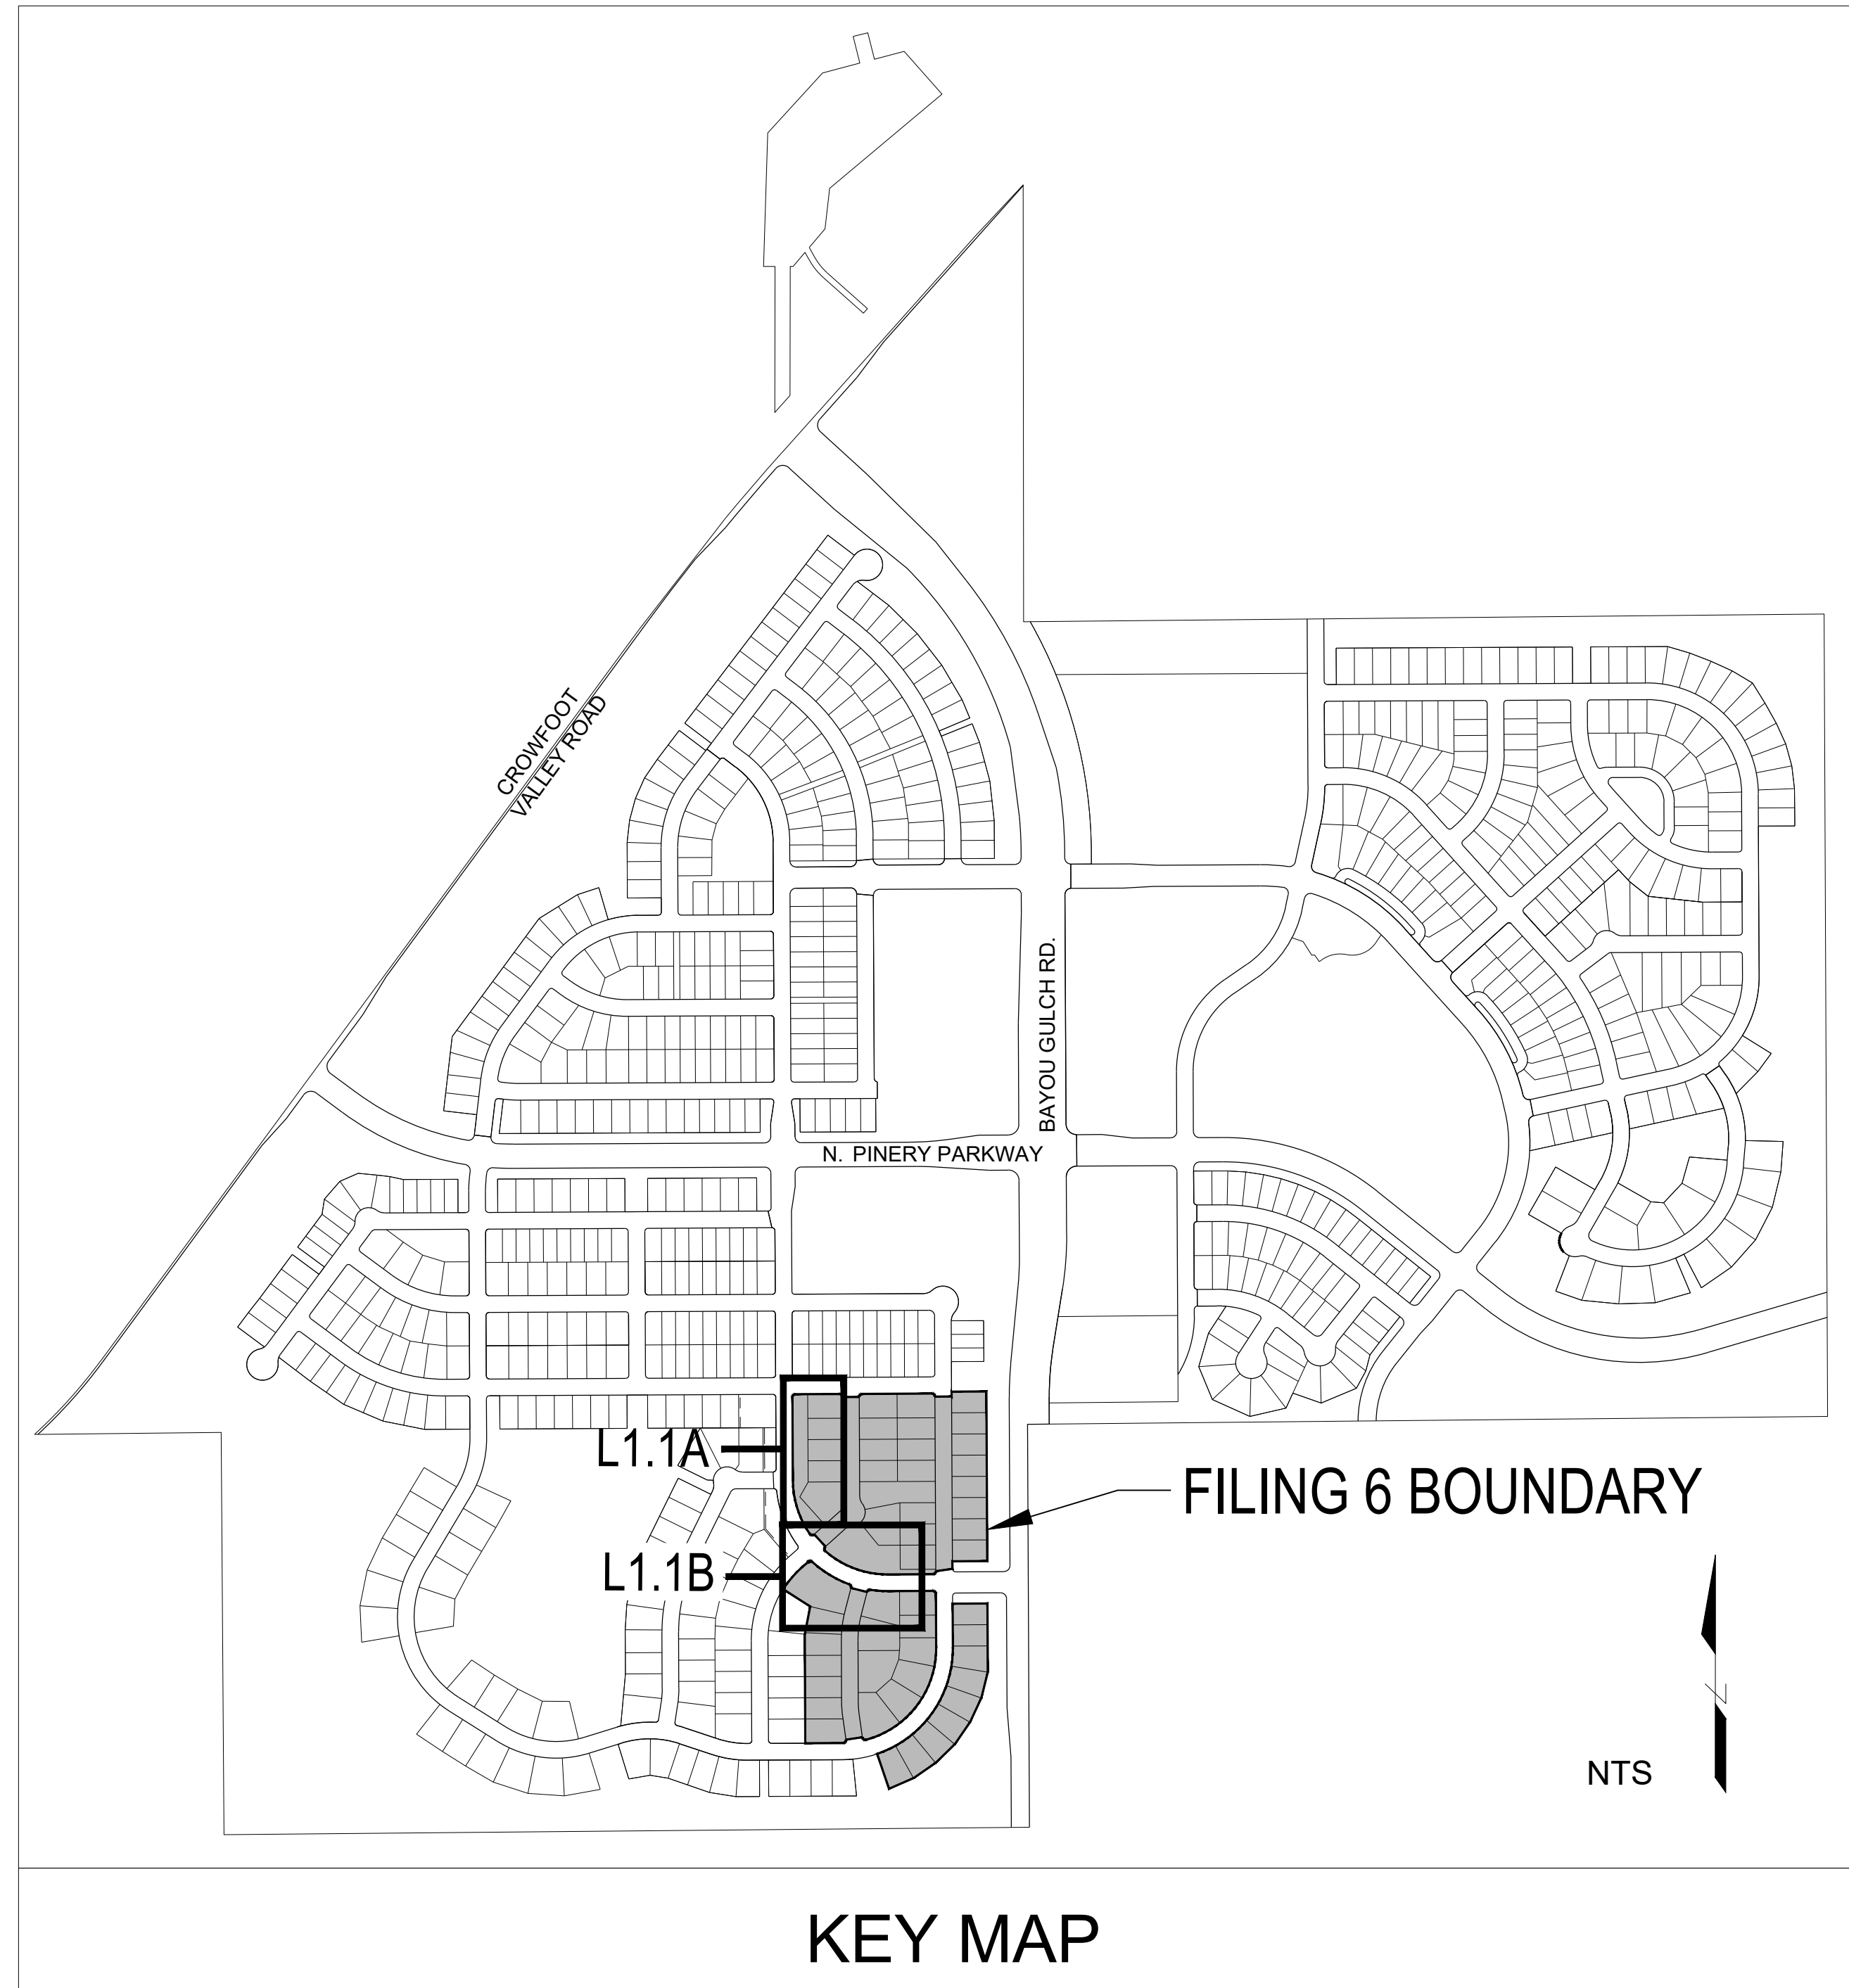 CROWFOOT
VALLEY ROAD
BAYOU GULCH RD.
N. PINERY PARKWAY
L1.1A
FILING 6 BOUNDARY
L1.1B
NTS
KEY MAP